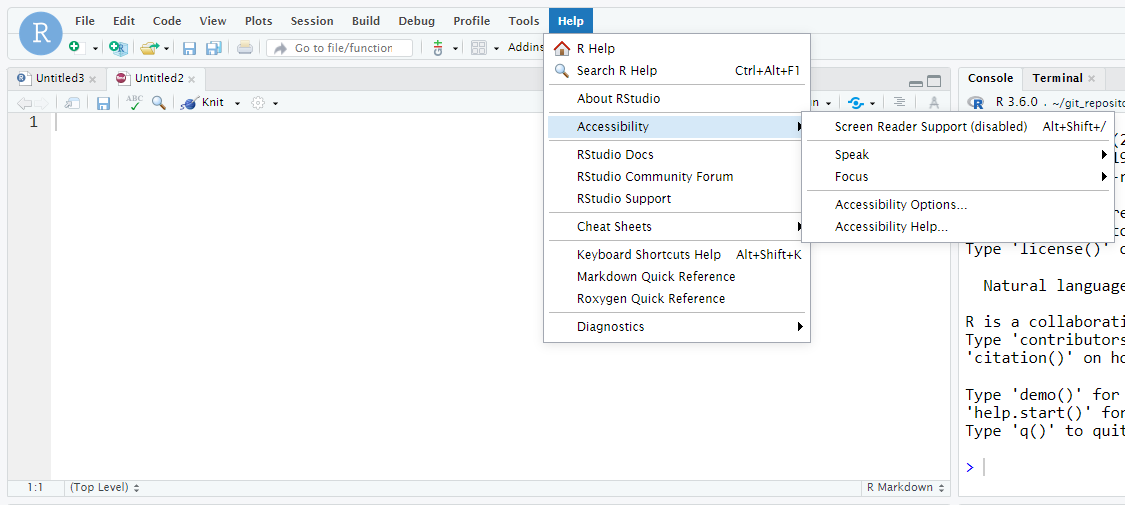 R File Edit Code View Plots Session Build Debug Profile Tools Help
Go to file/function Addins
Untitled3 × Untitled2 ×
ABC Knit
1
R Help
Search R Help Ctrl+Alt+F1
About RStudio
Accessibility
RStudio Docs
RStudio Community Forum
RStudio Support
Cheat Sheets
Keyboard Shortcuts Help Alt+Shift+K
Markdown Quick Reference
Roxygen Quick Reference
Diagnostics
Screen Reader Support (disabled) Alt+Shift+/
Speak
Focus
Accessibility Options...
Accessibility Help...
Console Terminal ×
R 3.6.0 . ~/git_reposito
Type 'license()'
Natural language
R is a collaborati
Type 'contributors
'citation()' on
Type 'demo()' for
'help.start()' for
Type 'q()' to quit
>
1:1 (Top Level) R Markdown